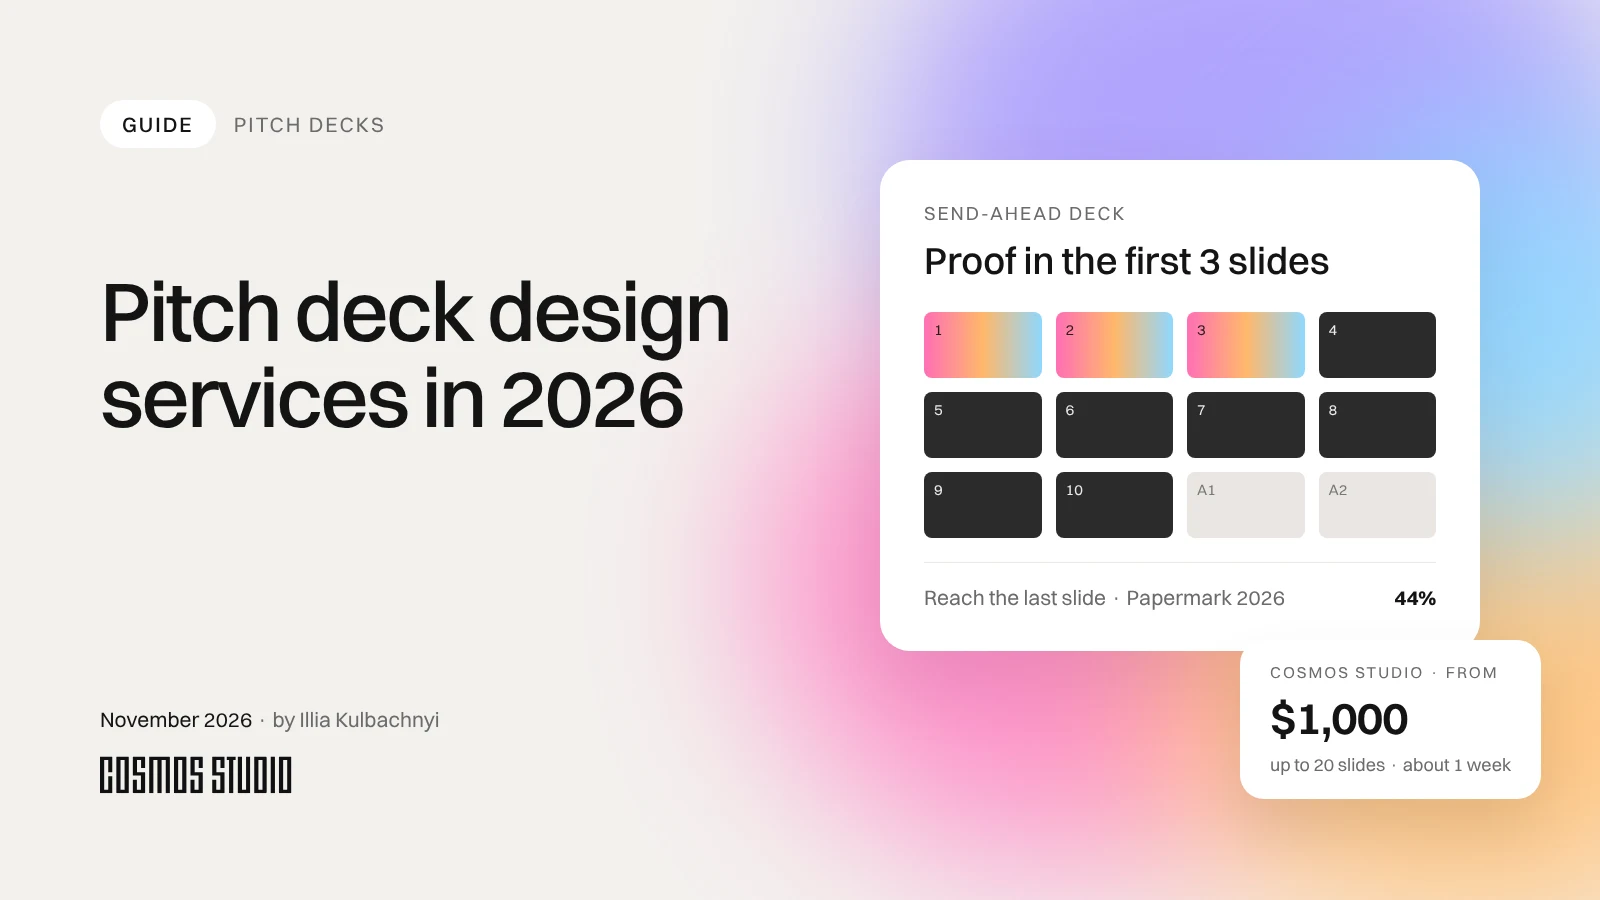 GUIDE PITCH DECKS
Pitch deck design
services in 2026
November 2026 · by Illia Kulbachnyi
COSMOS STUDIO
SEND-AHEAD DECK
Proof in the first 3 slides
1 2 3 4
5 6 7 8
9 10 A1 A2
Reach the last slide · Papermark 2026 44%
COSMOS STUDIO · FROM
$1,000
up to 20 slides · about 1 week